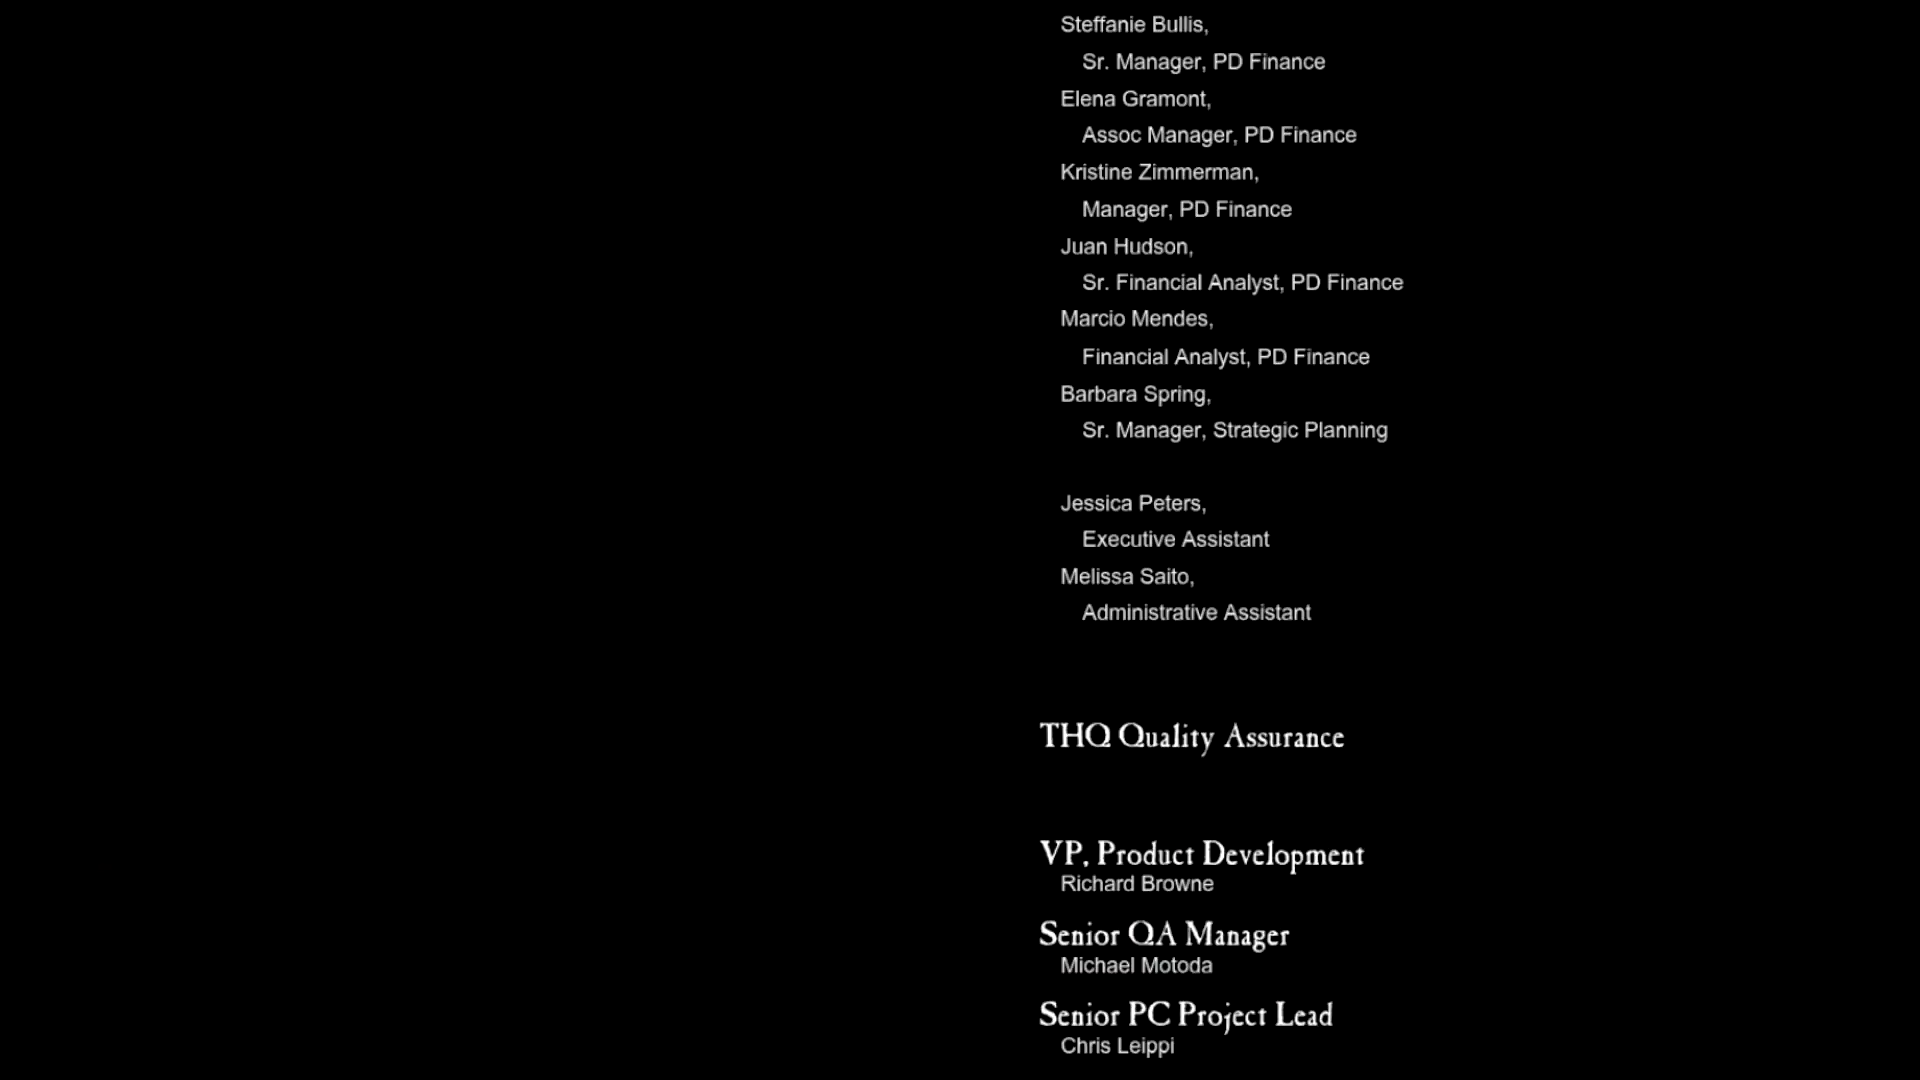 Steffanie Bullis,
Sr. Manager, PD Finance
Elena Gramont,
Assoc Manager, PD Finance
Kristine Zimmerman,
Manager, PD Finance
Juan Hudson,
Sr. Financial Analyst, PD Finance
Marcio Mendes,
Financial Analyst, PD Finance
Barbara Spring,
Sr. Manager, Strategic Planning
Jessica Peters,
Executive Assistant
Melissa Saito,
Administrative Assistant
THQ Quality Assurance
VP, Product Development
Richard Browne
Senior QA Manager
Michael Motoda
Senior PC Project Lead
Chris Leippi